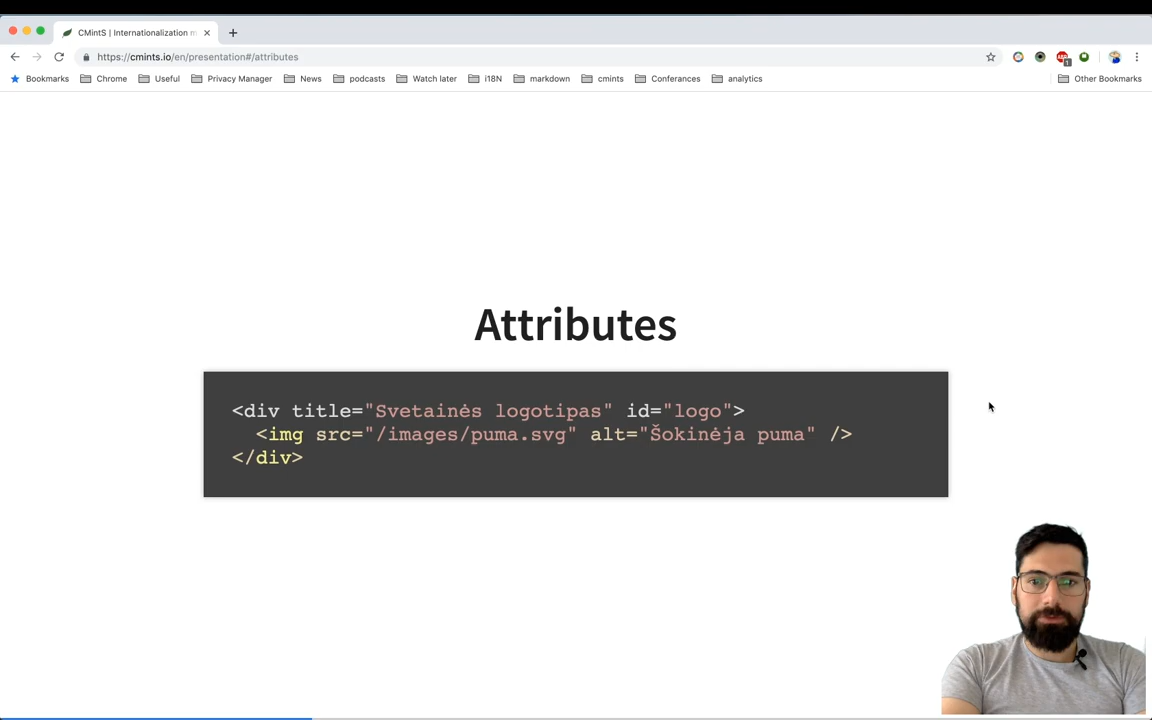 CMintS | Internationalization m
https://cmints.io/en/presentation#/attributes
Bookmarks Chrome Useful Privacy Manager News podcasts Watch later i18N markdown cmints Conferances analytics Other Bookmarks
Attributes
<div title="Svetainės logotipas" id="logo">
<img src="/images/puma.svg" alt="Šokinėja puma" />
</div>